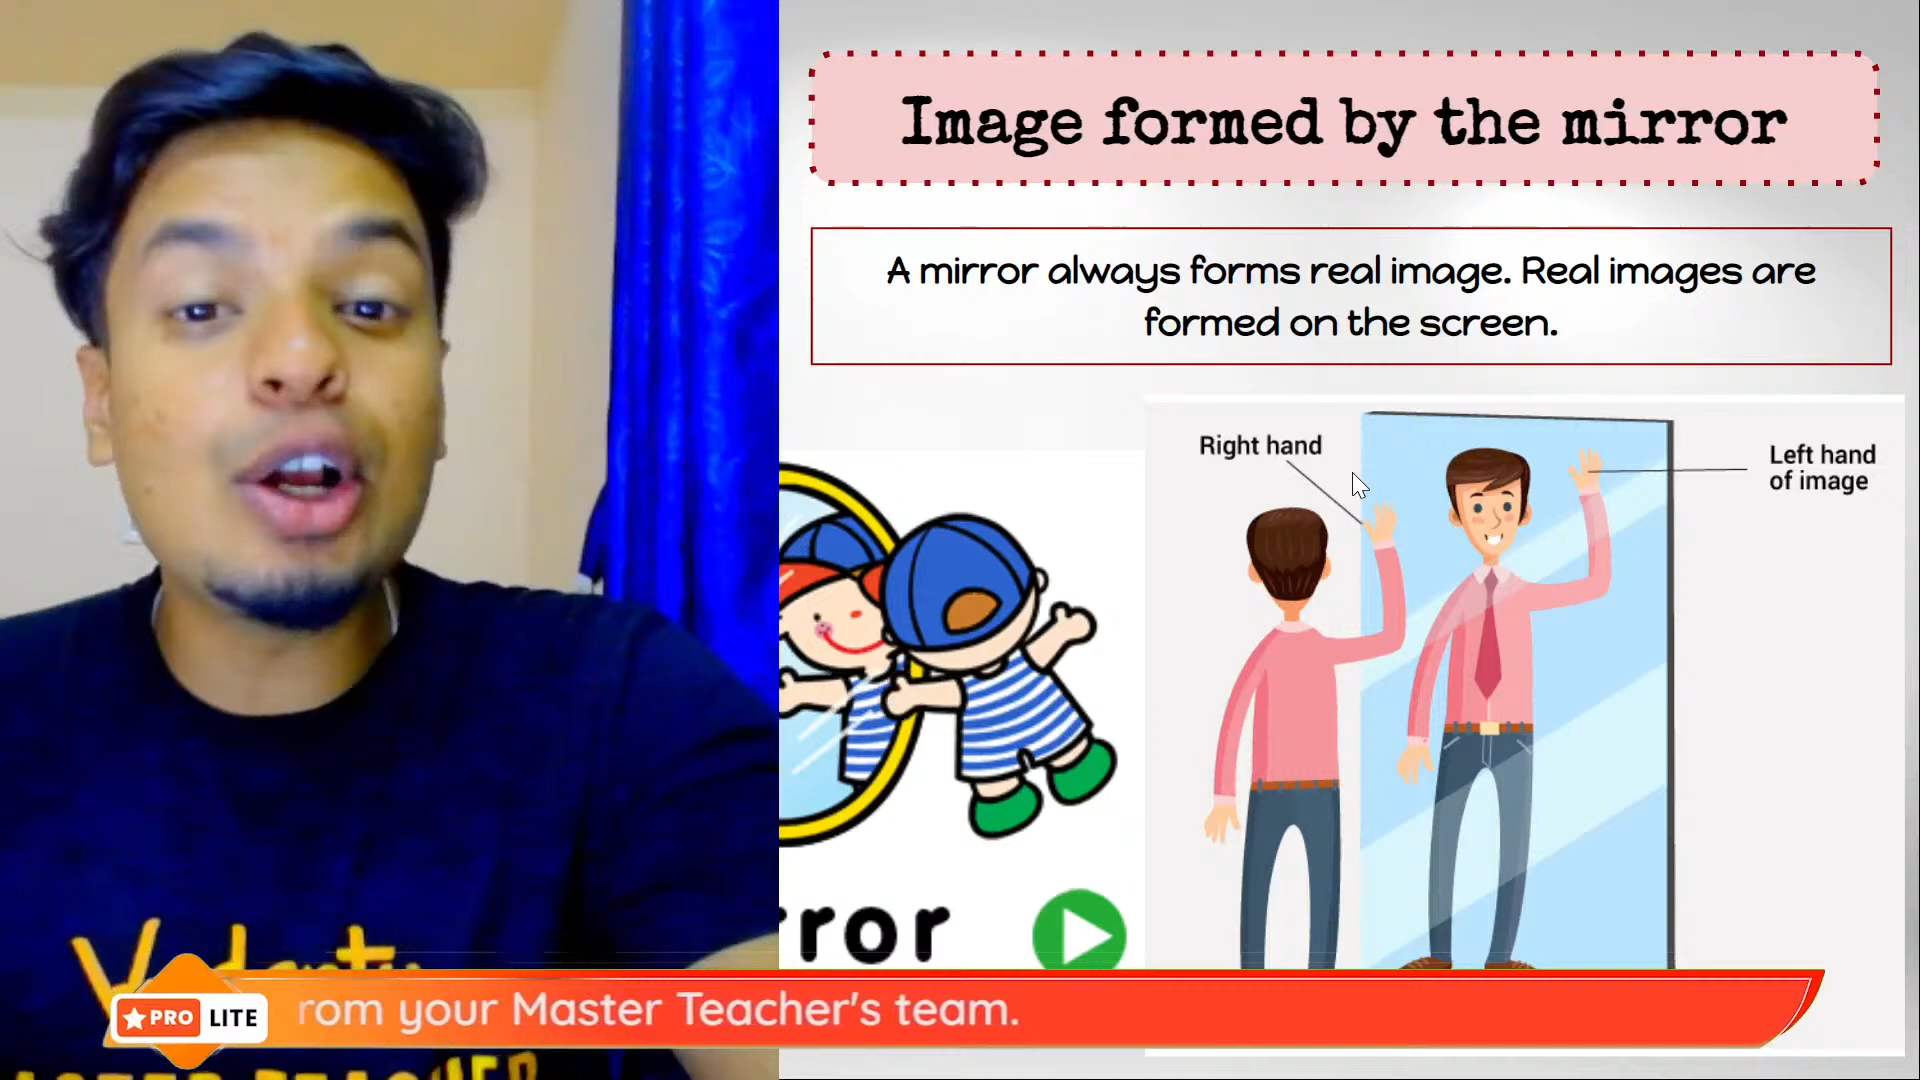 Image formed by the mirror
A mirror always forms real image. Real images are
formed on the screen.
Right hand
Left hand
of image
rror
PRO LITE
rom your Master Teacher's team.